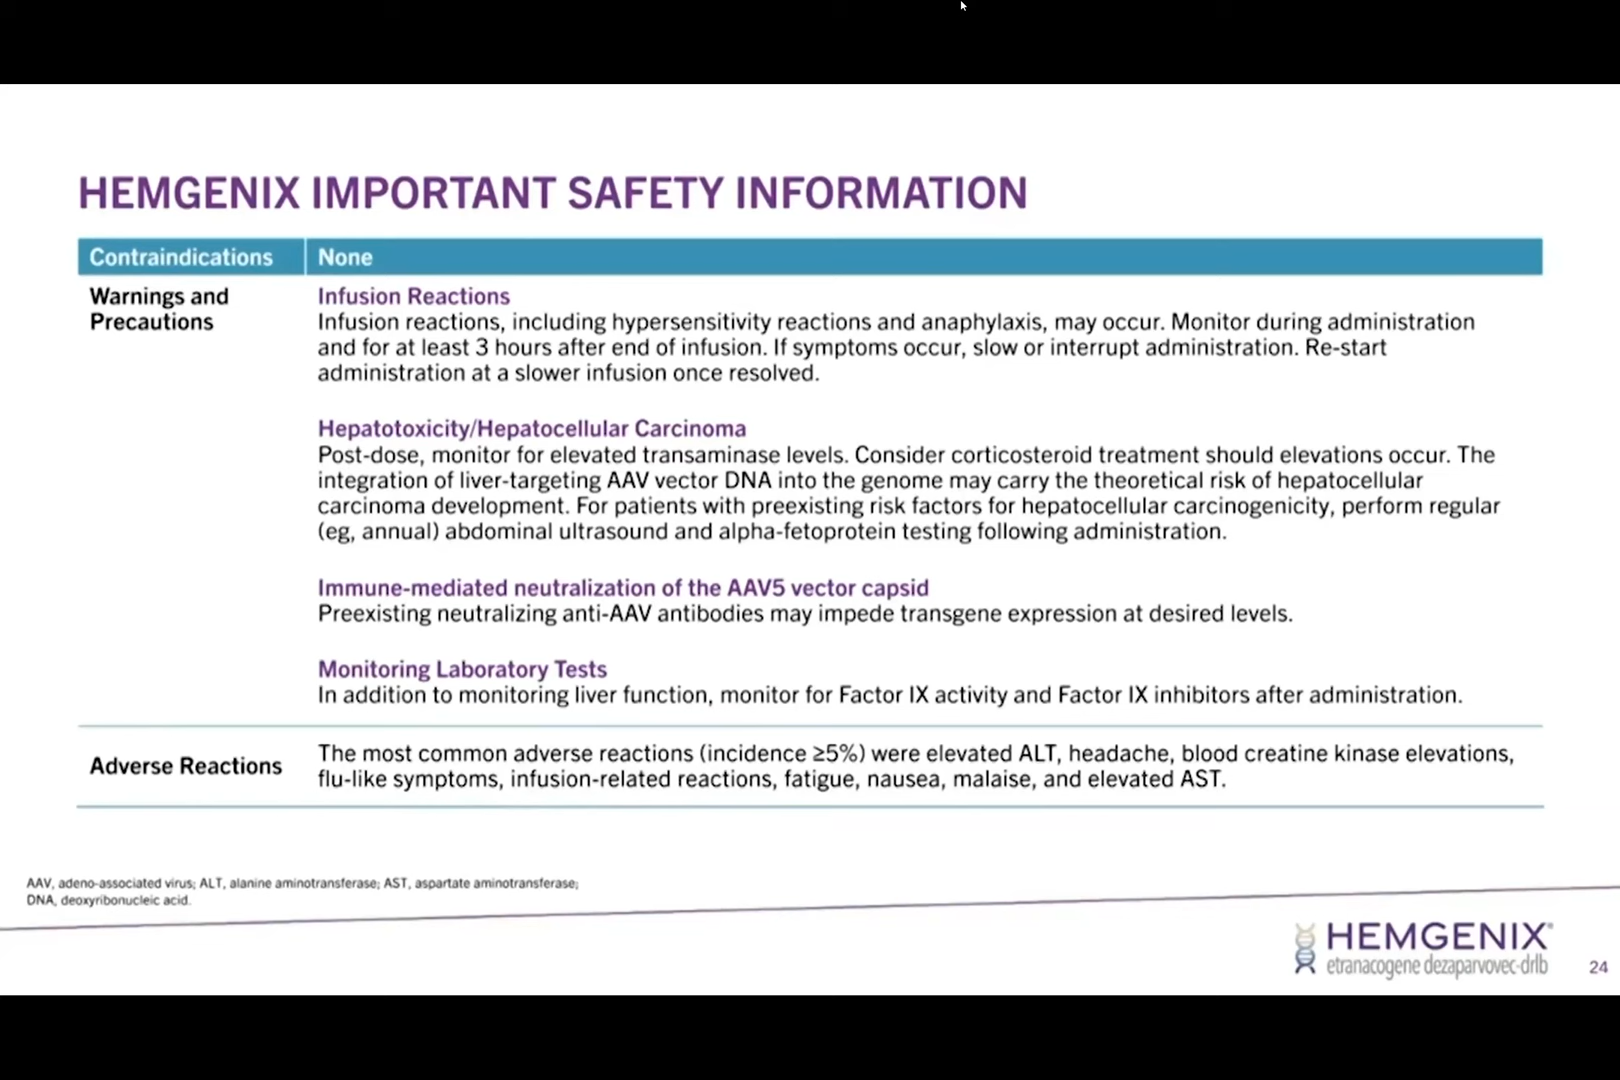 HEMGENIX IMPORTANT SAFETY INFORMATION
Contraindications None
Warnings and
Precautions
Infusion Reactions
Infusion reactions, including hypersensitivity reactions and anaphylaxis, may occur. Monitor during administration
and for at least 3 hours after end of infusion. If symptoms occur, slow or interrupt administration. Re-start
administration at a slower infusion once resolved.
Hepatotoxicity/Hepatocellular Carcinoma
Post-dose, monitor for elevated transaminase levels. Consider corticosteroid treatment should elevations occur. The
integration of liver-targeting AAV vector DNA into the genome may carry the theoretical risk of hepatocellular
carcinoma development. For patients with preexisting risk factors for hepatocellular carcinogenicity, perform regular
(eg, annual) abdominal ultrasound and alpha-fetoprotein testing following administration.
Immune-mediated neutralization of the AAV5 vector capsid
Preexisting neutralizing anti-AAV antibodies may impede transgene expression at desired levels.
Monitoring Laboratory Tests
In addition to monitoring liver function, monitor for Factor IX activity and Factor IX inhibitors after administration.
Adverse Reactions
The most common adverse reactions (incidence ≥5%) were elevated ALT, headache, blood creatine kinase elevations,
flu-like symptoms, infusion-related reactions, fatigue, nausea, malaise, and elevated AST.
AAV, adeno-associated virus; ALT, alanine aminotransferase; AST, aspartate aminotransferase;
DNA, deoxyribonucleic acid.
HEMGENIX®
etranacogene dezaparvovec-drlb
24